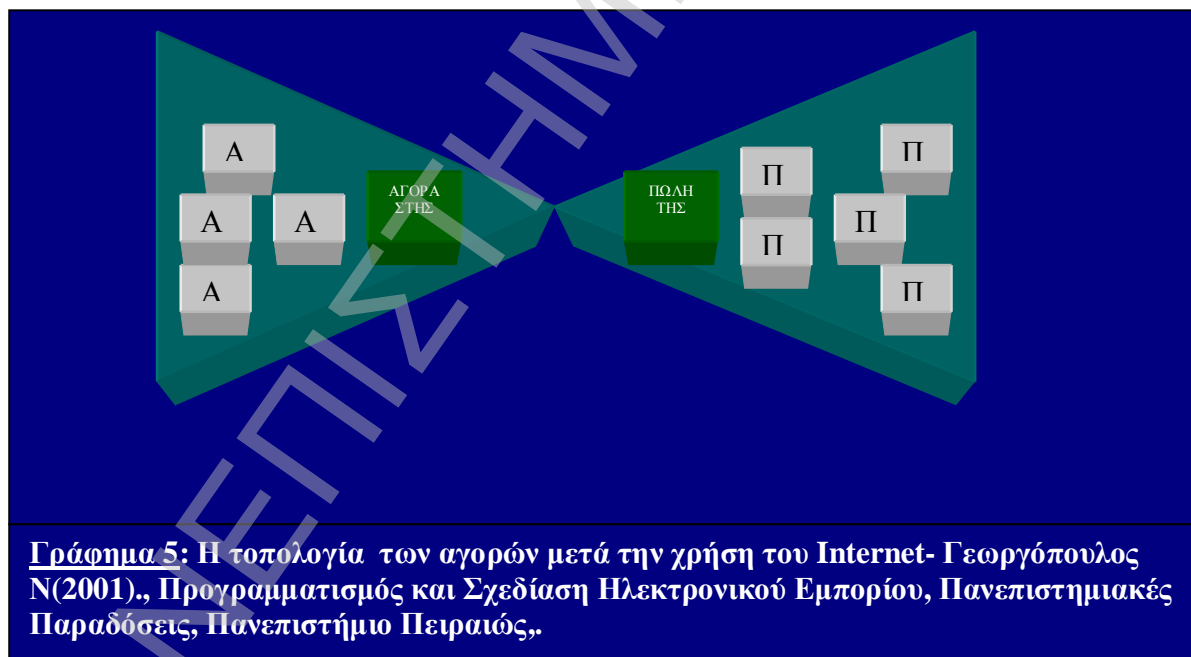 Α
Π
Π
ΑΓΟΡΑ
ΣΤΗΣ
ΠΩΛΗ
ΤΗΣ
Α
Α
Π
Π
Α
Π
Γράφημα 5: Η τοπολογία των αγορών μετά την χρήση του Internet- Γεωργόπουλος
Ν(2001)., Προγραμματισμός και Σχεδίαση Ηλεκτρονικού Εμπορίου, Πανεπιστημιακές
Παραδόσεις, Πανεπιστήμιο Πειραιώς,.
ΝΕΠΙΣΤΗΜ